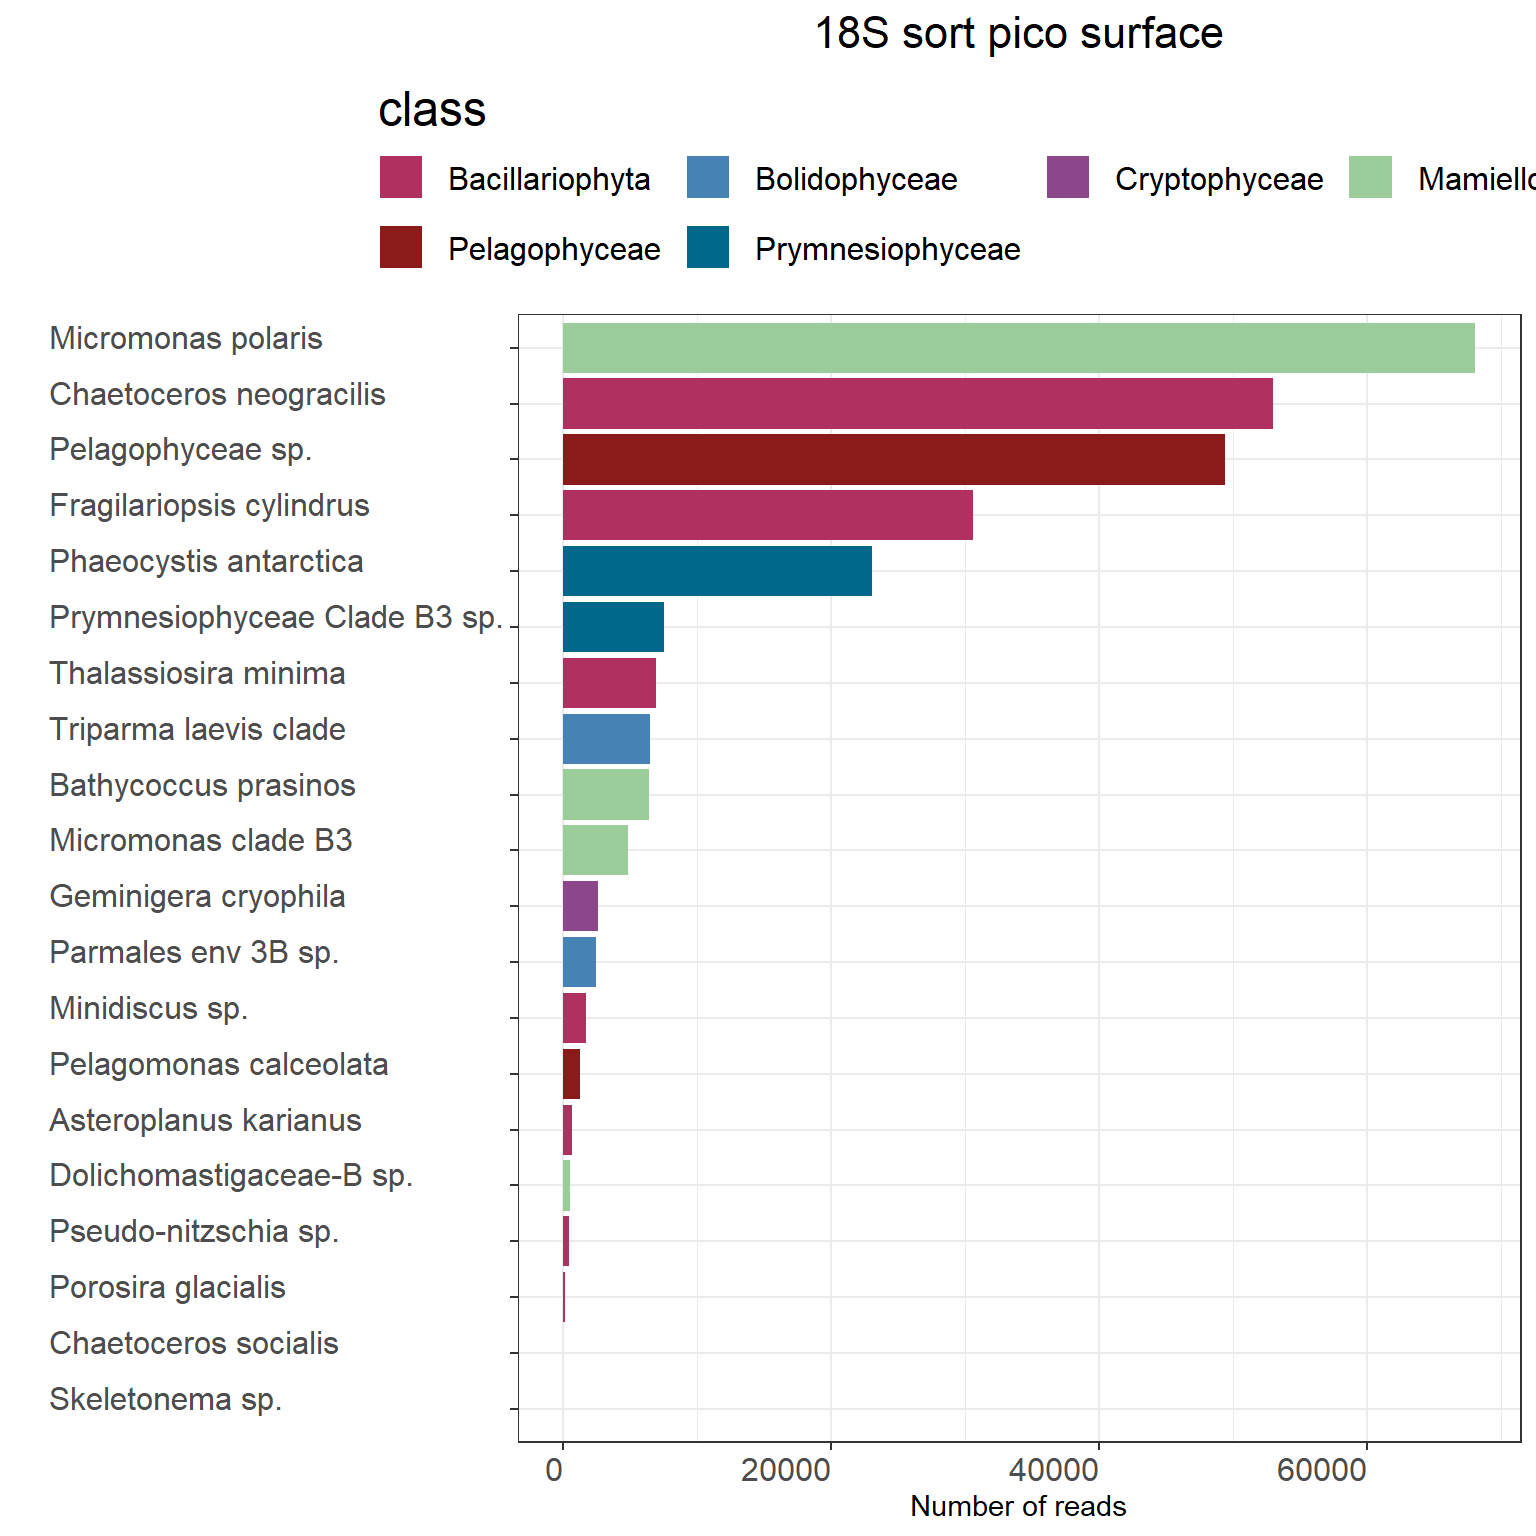 18S sort pico surface
class
Bacillariophyta Bolidophyceae Cryptophyceae
Pelagophyceae Prymnesiophyceae
Micromonas polaris
Chaetoceros neogracilis
Pelagophyceae sp.
Fragilariopsis cylindrus
Phaeocystis antarctica
Prymnesiophyceae Clade B3 sp.
Thalassiosira minima
Triparma laevis clade
Bathycoccus prasinos
Micromonas clade B3
Geminigera cryophila
Parmales env 3B sp.
Minidiscus sp.
Pelagomonas calceolata
Asteroplanus karianus
Dolichomastigaceae-B sp.
Pseudo-nitzschia sp.
Porosira glacialis
Chaetoceros socialis
Skeletonema sp.
0 20000 40000 60000
Number of reads